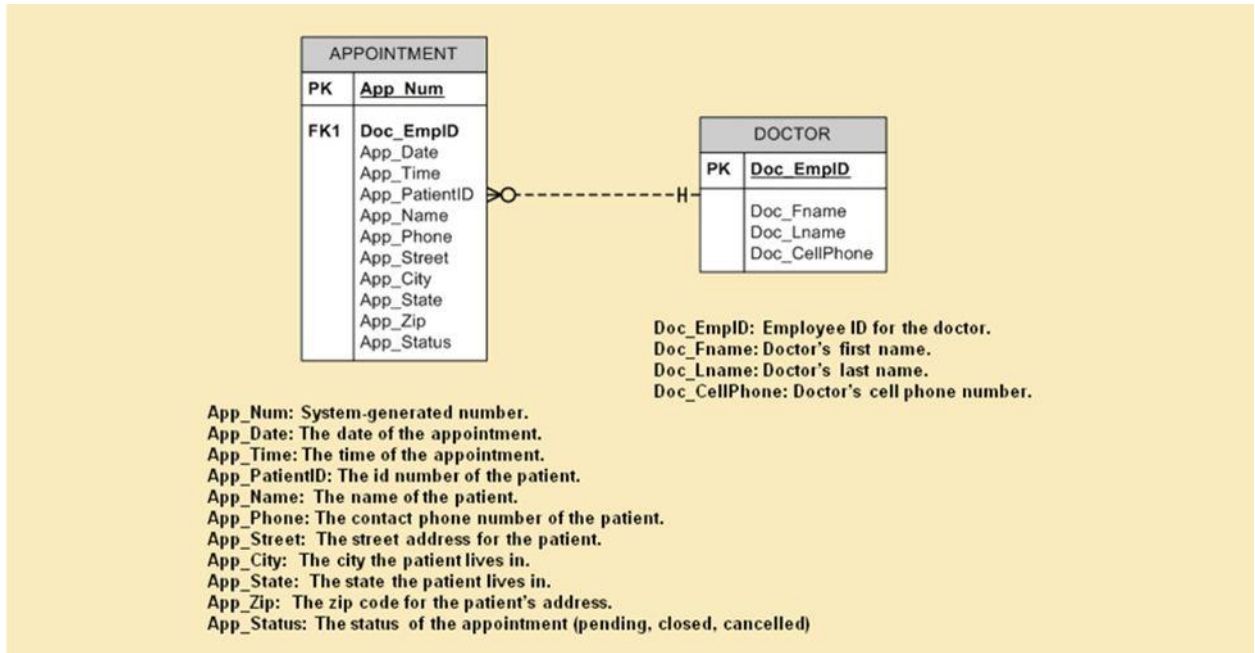 APPOINTMENT
PK App_Num
FK1 Doc_EmpID
App_Date
App_Time
App_PatientID
App_Name
App_Phone
App_Street
App_City
App_State
App_Zip
App_Status
DOCTOR
PK Doc_EmpID
Doc_Fname
Doc_Lname
Doc_CellPhone
Doc_EmpID: Employee ID for the doctor.
Doc_Fname: Doctor's first name.
Doc_Lname: Doctor's last name.
Doc_CellPhone: Doctor's cell phone number.
App_Num: System-generated number.
App_Date: The date of the appointment.
App_Time: The time of the appointment.
App_PatientID: The id number of the patient.
App_Name: The name of the patient.
App_Phone: The contact phone number of the patient.
App_Street: The street address for the patient.
App_City: The city the patient lives in.
App_State: The state the patient lives in.
App_Zip: The zip code for the patient's address.
App_Status: The status of the appointment (pending, closed, cancelled)